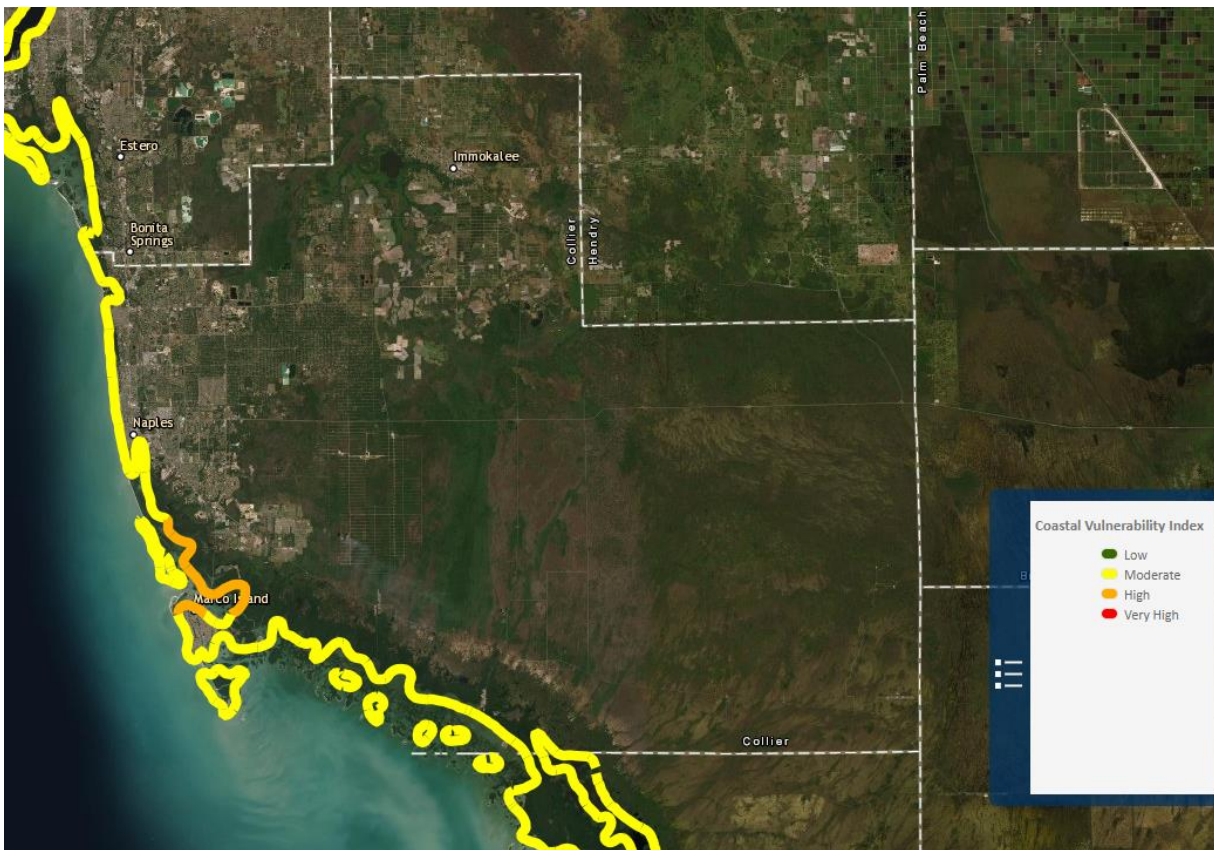 Palm Beach
Estero
Immokalee
Bonita
Springs
Collier
Hendry
Naples
Marco Island
Collier
Coastal Vulnerability Index
Low
Moderate
High
Very High